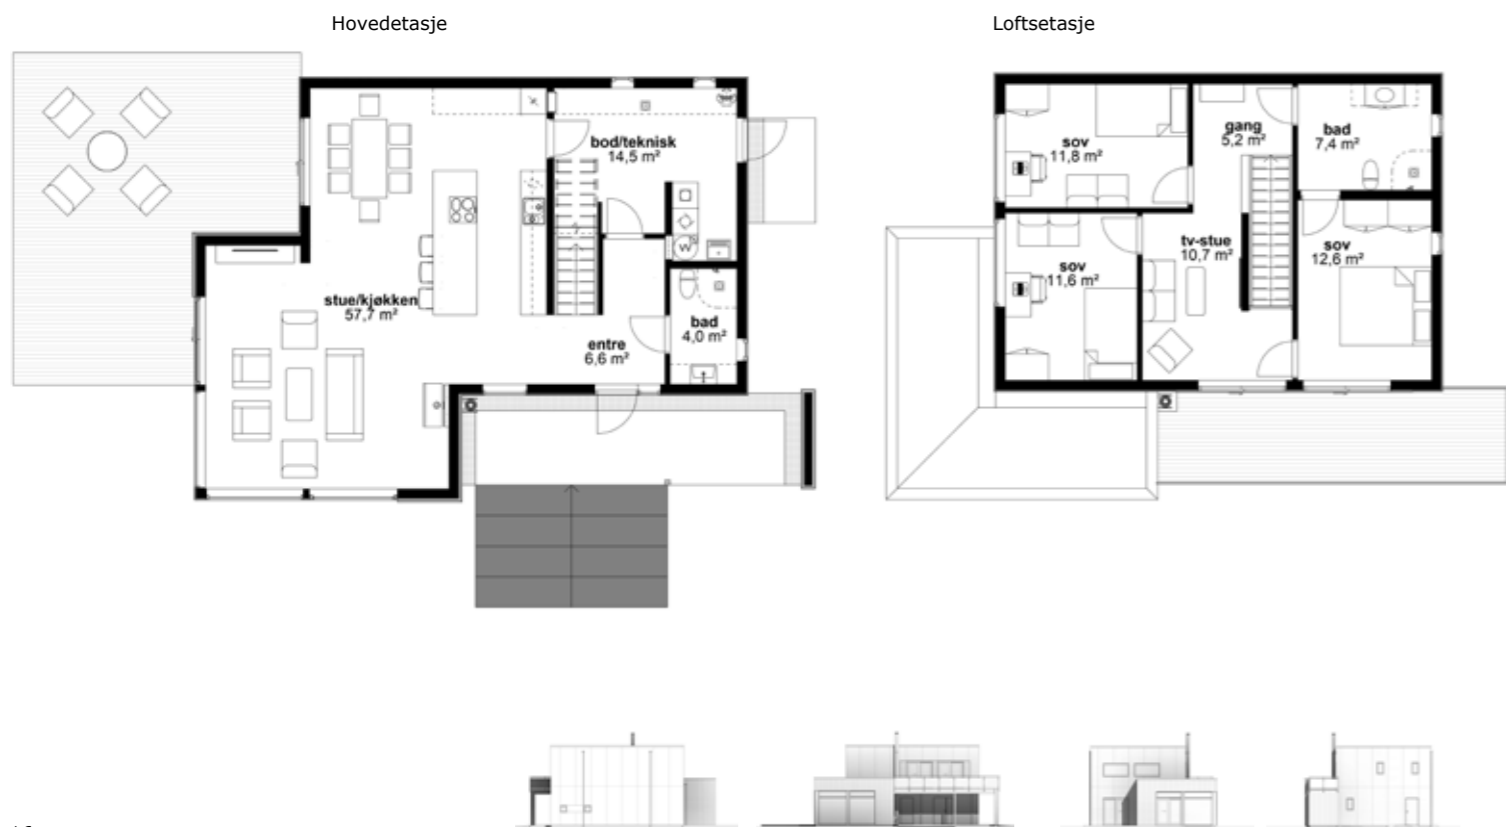 Hovedetasje
Loftsetasje
bod/teknisk
14,5 m²
stue/kjøkken
57,7 m²
entre
6,6 m²
bad
4,0 m²
W
sov
11,8 m²
gang
5,2 m²
bad
7,4 m²
tv-stue
10,7 m²
sov
12,6 m²
sov
11,6 m²